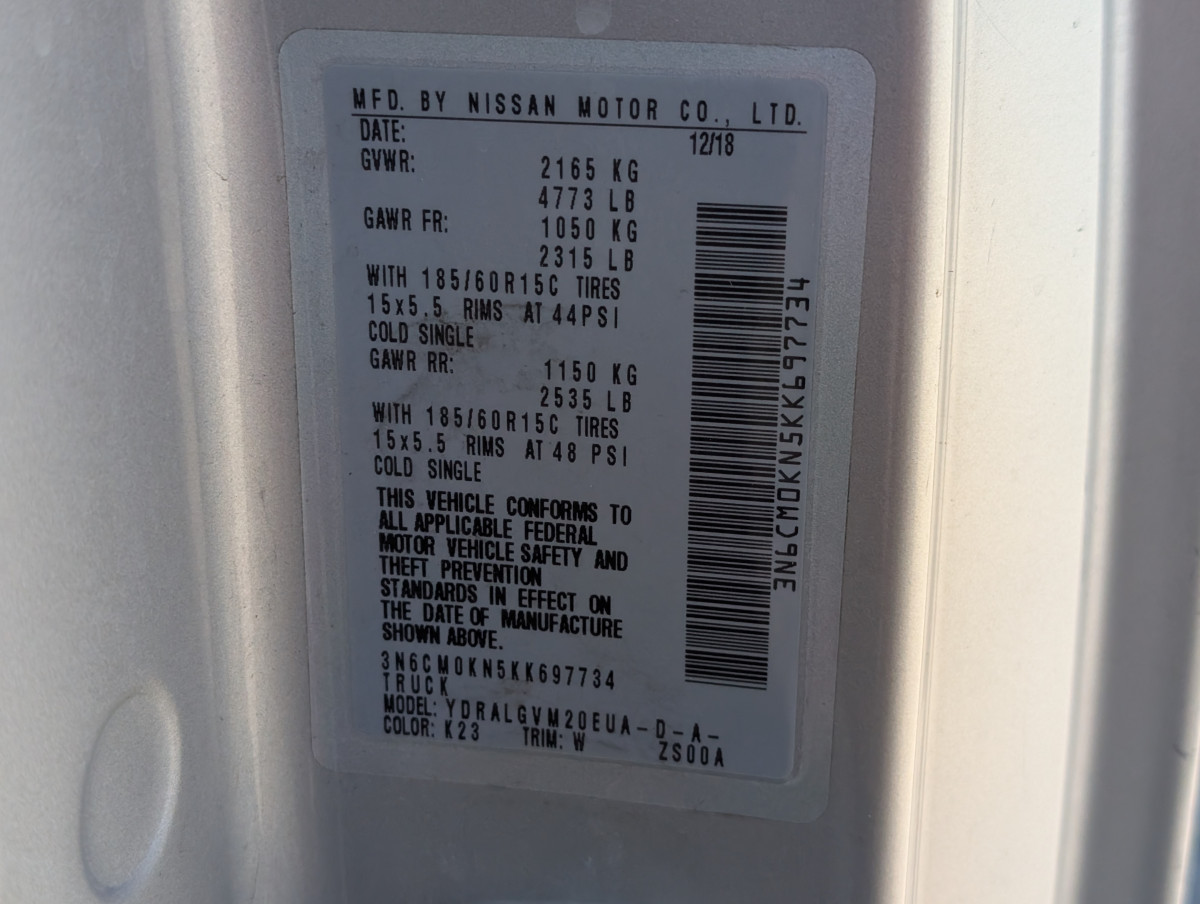 MFD. BY NISSAN MOTOR CO., LTD.
DATE: 12/18
GVWR: 2165 KG
4773 LB
GAWR FR: 1050 KG
2315 LB
WITH 185/60R15C TIRES
15x5.5 RIMS AT 44PSI
COLD SINGLE
GAWR RR: 1150 KG
2535 LB
WITH 185/60R15C TIRES
15x5.5 RIMS AT 48 PSI
COLD SINGLE
THIS VEHICLE CONFORMS TO
ALL APPLICABLE FEDERAL
MOTOR VEHICLE SAFETY AND
THEFT PREVENTION
STANDARDS IN EFFECT ON
THE DATE OF MANUFACTURE
SHOWN ABOVE.
3N6CM0KN5KK697734
TRUCK
MODEL: YDRALGVM20EUA-D-A-
COLOR: K23 TRIM: W ZS00A
3N6CM0KN5KK697734